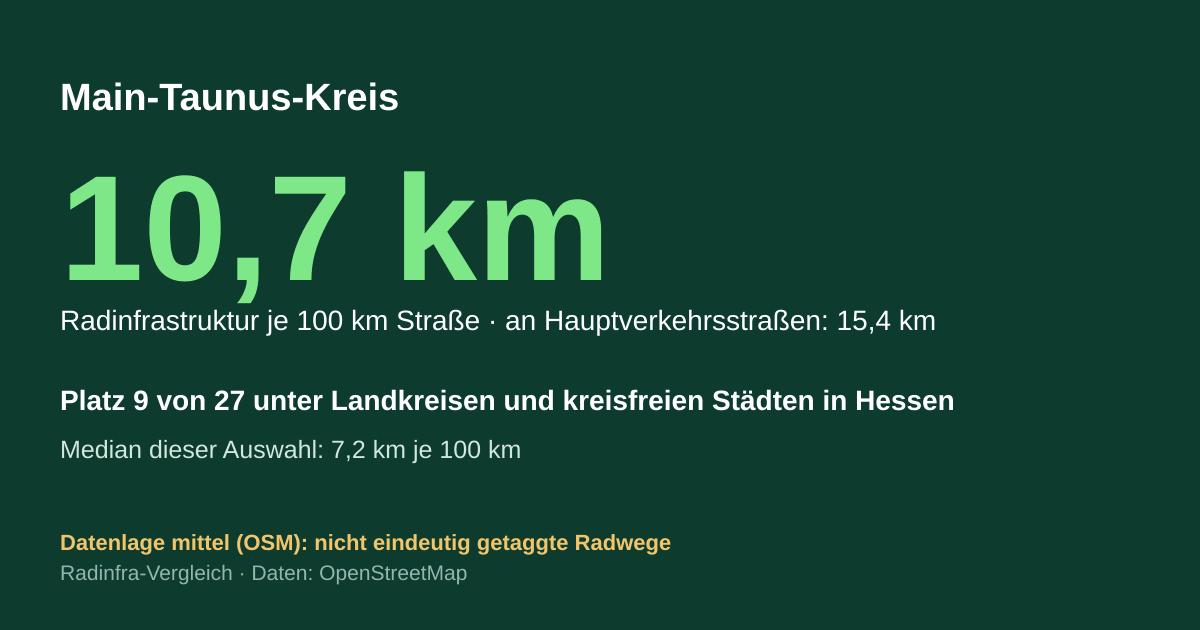 Main-Taunus-Kreis
10,7 km
Radinfrastruktur je 100 km Straße · an Hauptverkehrsstraßen: 15,4 km
Platz 9 von 27 unter Landkreisen und kreisfreien Städten in Hessen
Median dieser Auswahl: 7,2 km je 100 km
Datenlage mittel (OSM): nicht eindeutig getaggte Radwege
Radinfra-Vergleich · Daten: OpenStreetMap